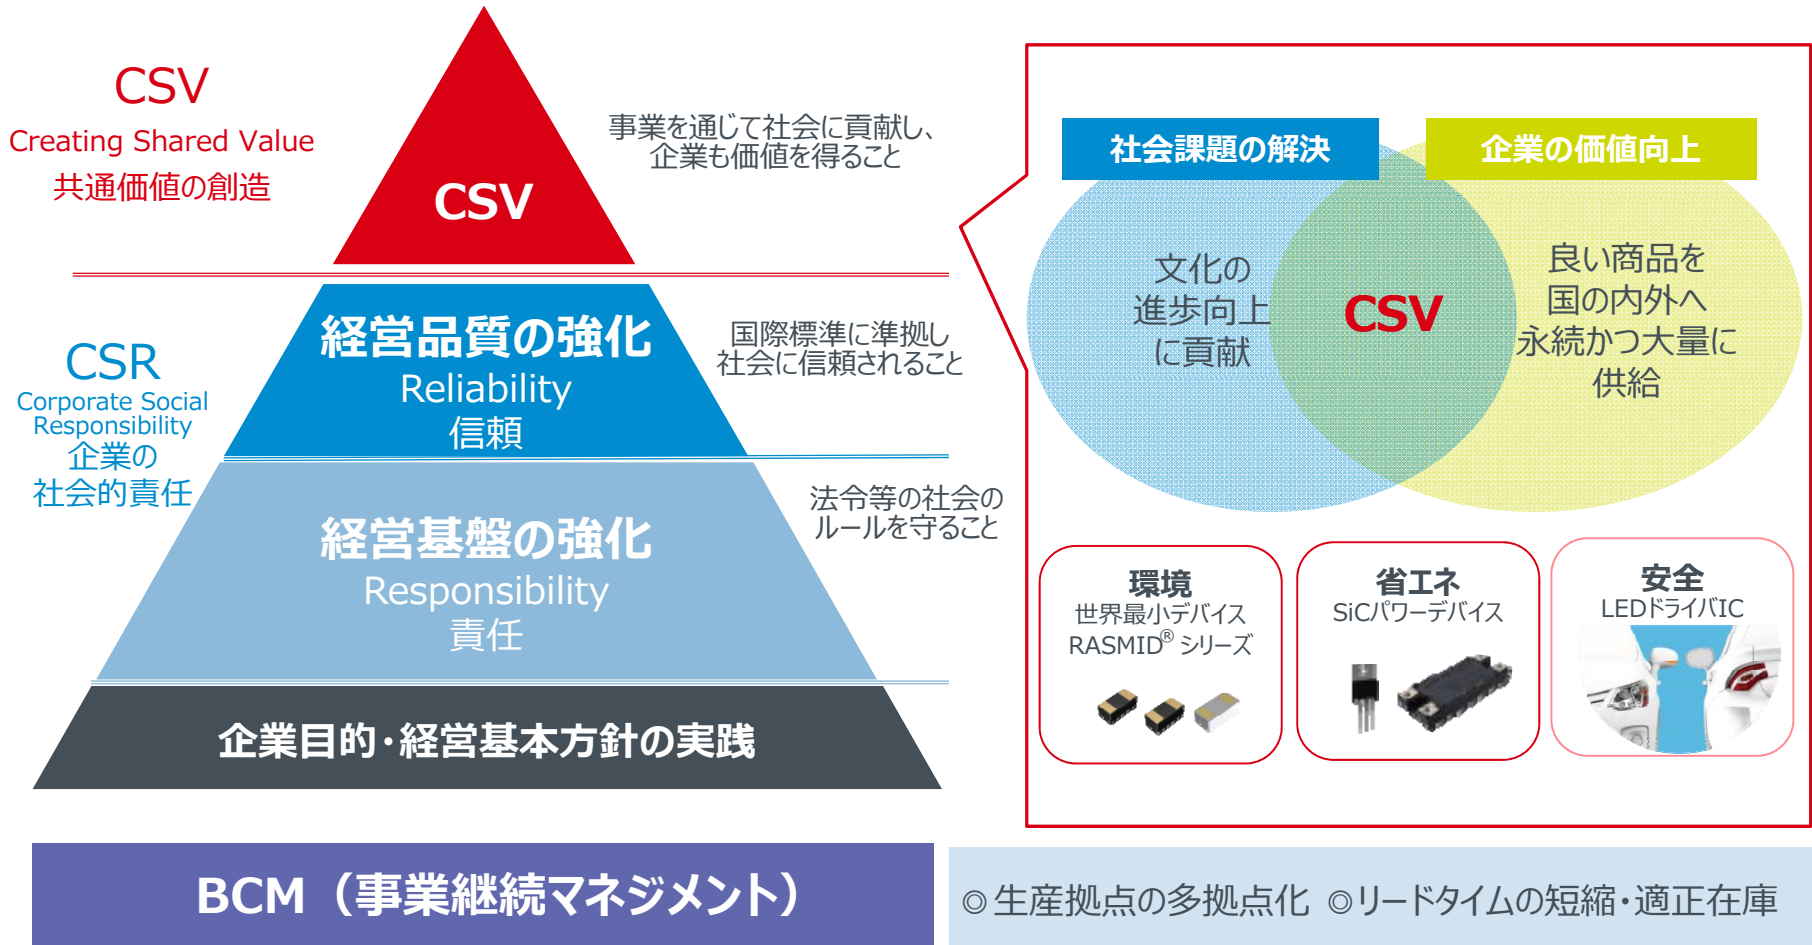 CSV
Creating Shared Value
共通価値の創造
CSV
事業を通じて社会に貢献し、
企業も価値を得ること
CSR
Corporate Social
Responsibility
企業の
社会的責任
経営品質の強化
Reliability
信頼
国際標準に準拠し
社会に信頼されること
経営基盤の強化
Responsibility
責任
法令等の社会の
ルールを守ること
企業目的・経営基本方針の実践
社会課題の解決
企業の価値向上
文化の
進歩向上
に貢献
CSV
良い商品を
国の内外へ
永続かつ大量に
供給
環境
世界最小デバイス
RASMID® シリーズ
省エネ
SiCパワーデバイス
安全
LEDドライバIC
BCM（事業継続マネジメント）
◎生産拠点の多拠点化 ◎リードタイムの短縮・適正在庫